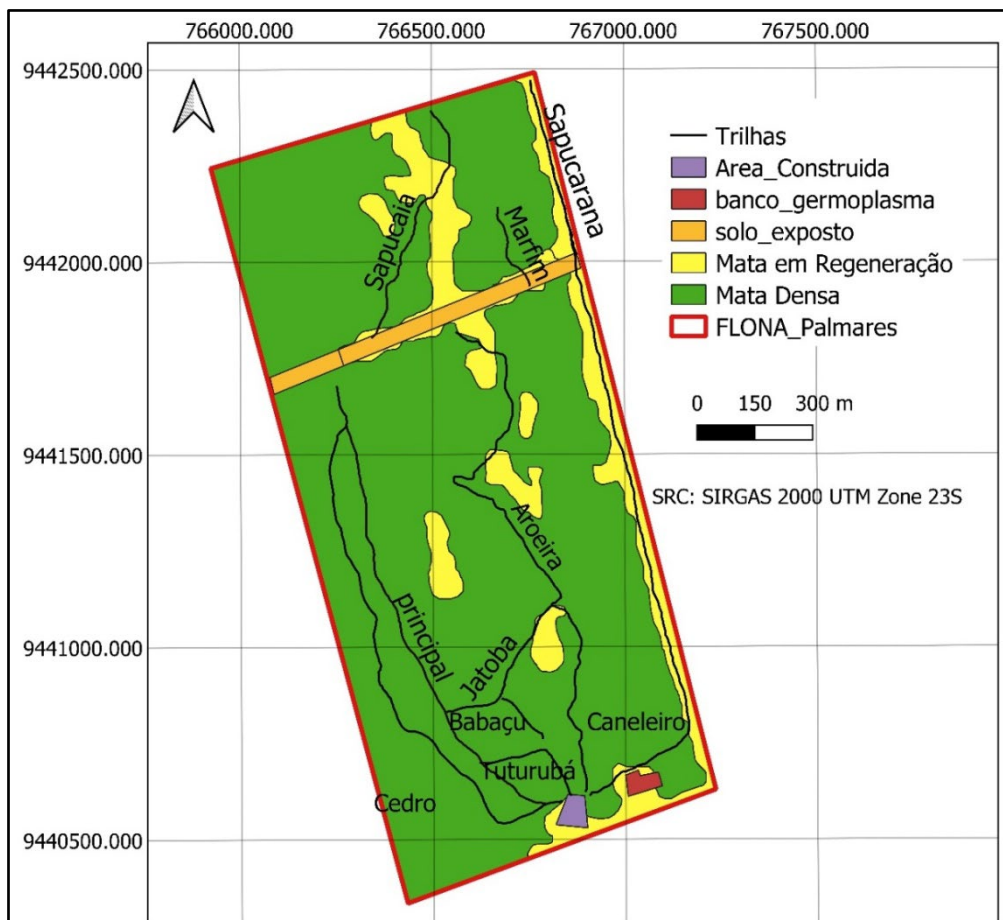 766000.000 766500.000 767000.000 767500.000
9442500.000
9442000.000
9441500.000
9441000.000
9440500.000
Trilhas
Area_Construida
banco_germoplasma
solo_exposto
Mata em Regeneração
Mata Densa
FLONA_Palmares
0 150 300 m
SRC: SIRGAS 2000 UTM Zone 23S
Sapucarana
Sapucaia
Marfim
Aroeira
principal
Jatoba
Babaçu
Caneleiro
Tuturubá
Cedro